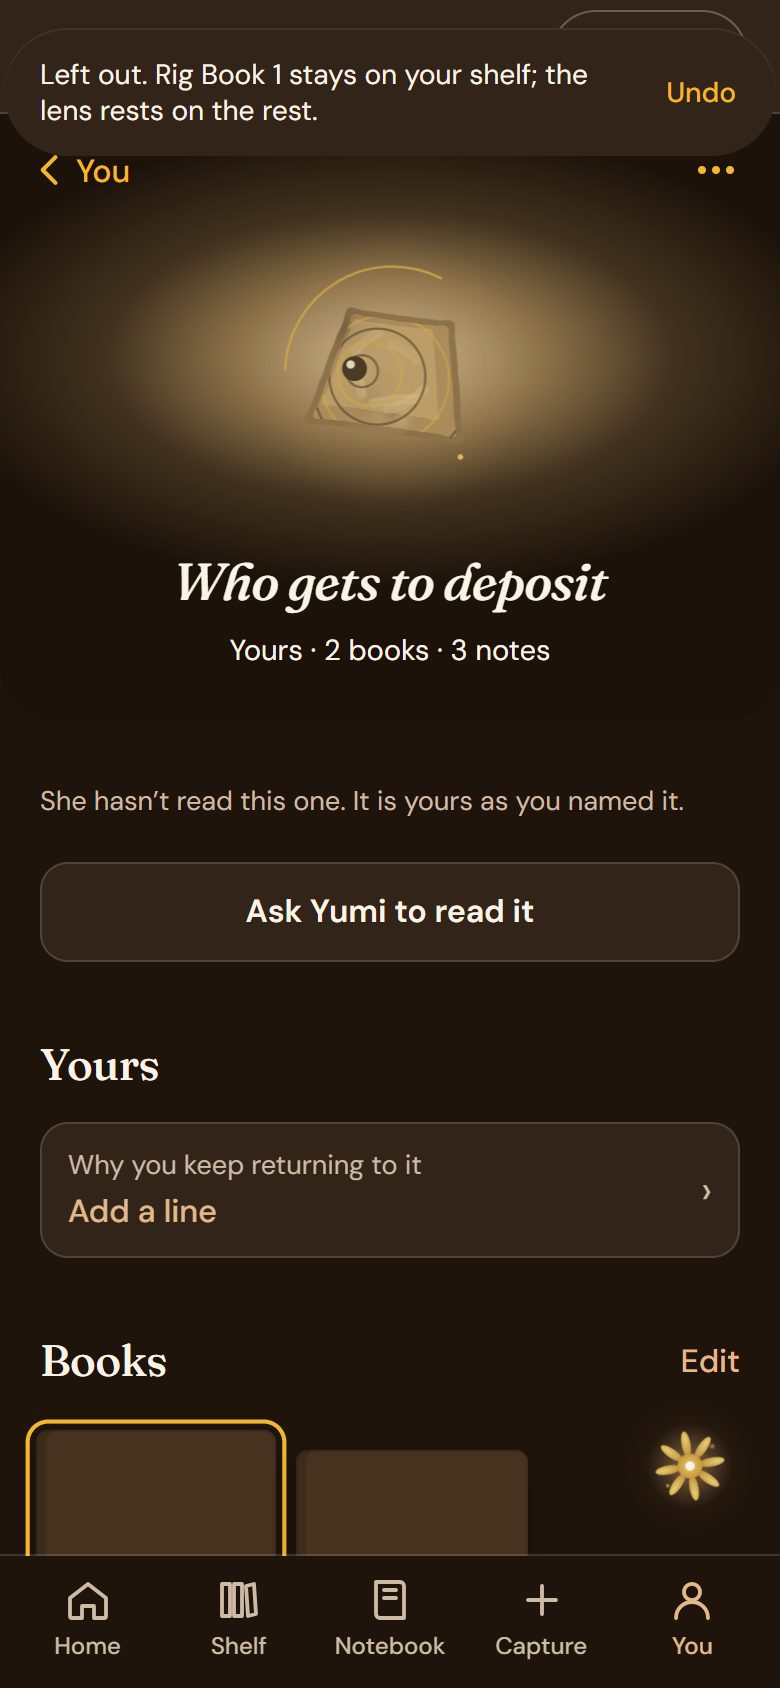 Left out. Rig Book 1 stays on your shelf; the
lens rests on the rest.
Undo
You
Who gets to deposit
Yours · 2 books · 3 notes
She hasn’t read this one. It is yours as you named it.
Ask Yumi to read it
Yours
Why you keep returning to it
Add a line
Books
Edit
Home
Shelf
Notebook
Capture
You